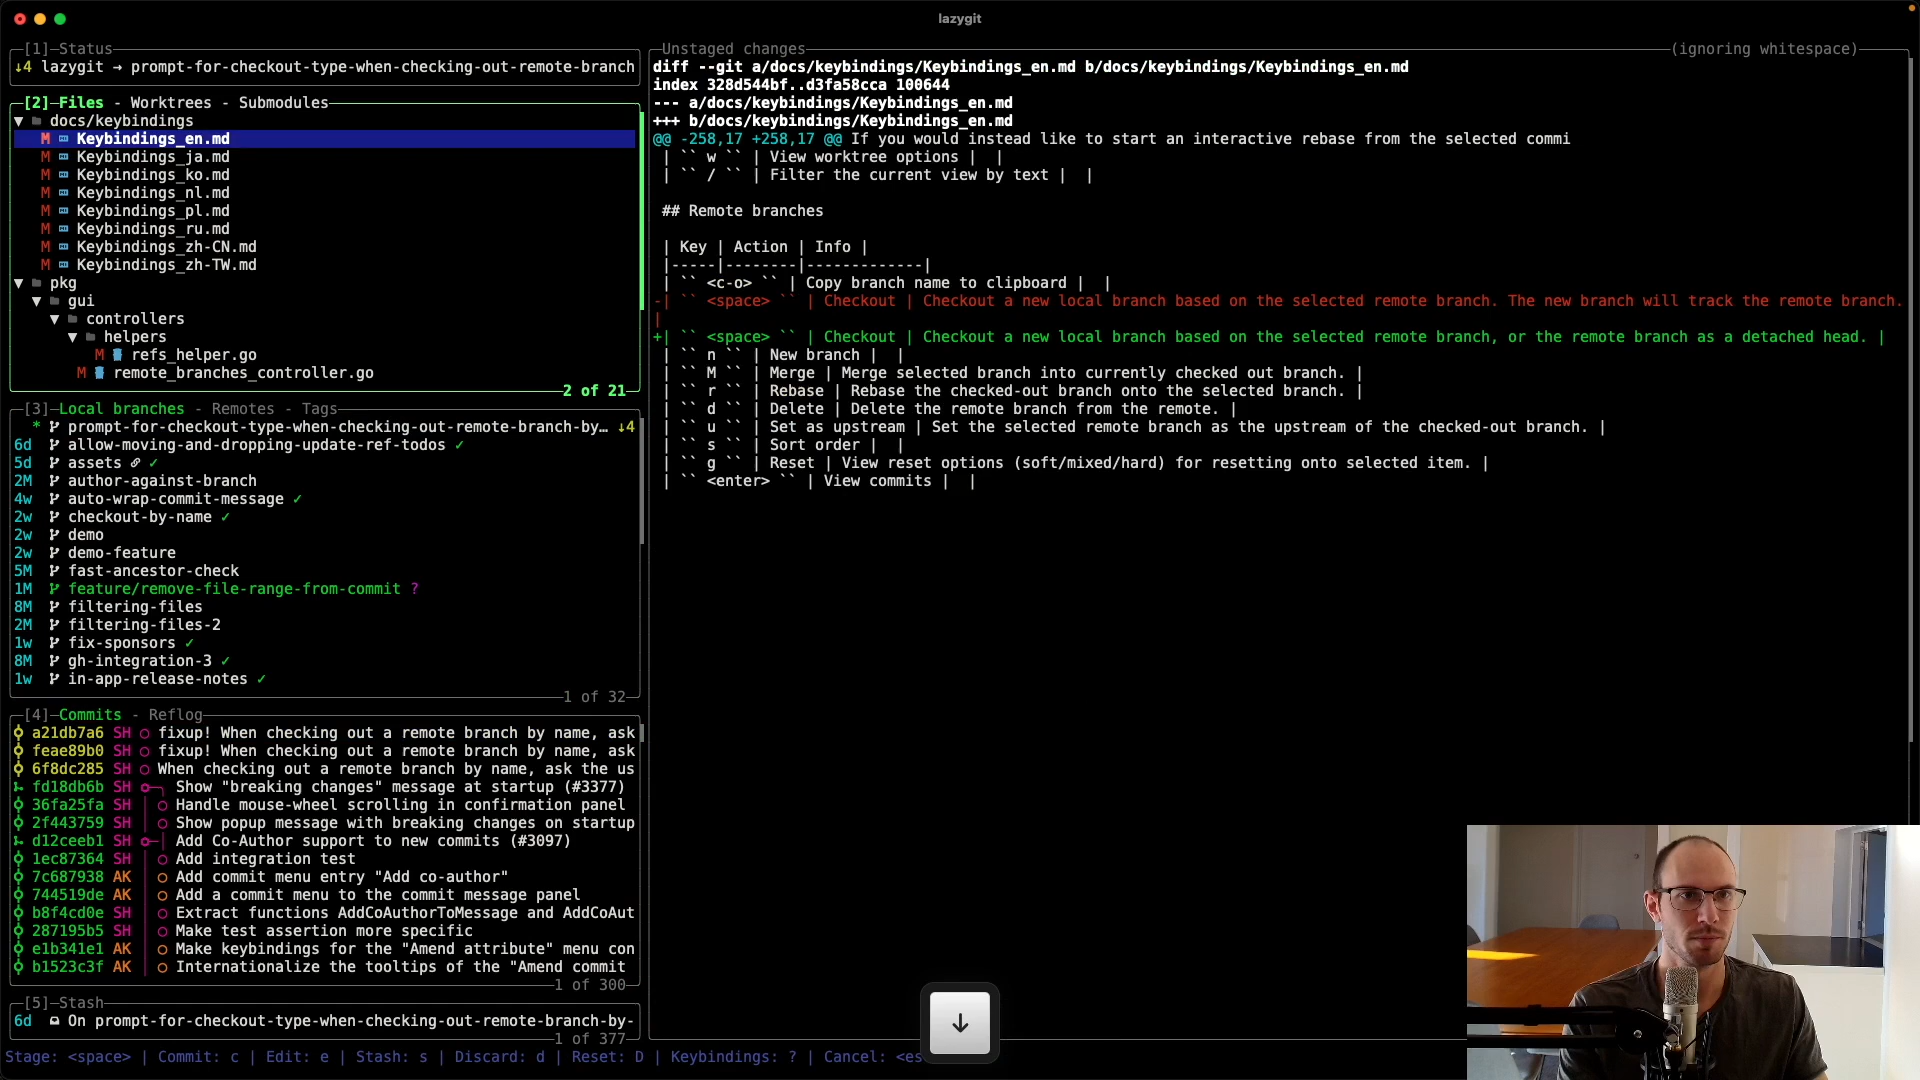 lazygit
[1]─Status
↓4 lazygit → prompt-for-checkout-type-when-checking-out-remote-branch
[2]─Files - Worktrees - Submodules
▼ docs/keybindings
M Keybindings_en.md
M Keybindings_ja.md
M Keybindings_ko.md
M Keybindings_nl.md
M Keybindings_pl.md
M Keybindings_ru.md
M Keybindings_zh-CN.md
M Keybindings_zh-TW.md
▼ pkg
▼ gui
▼ controllers
▼ helpers
M refs_helper.go
M remote_branches_controller.go
2 of 21
[3]─Local branches - Remotes - Tags
* prompt-for-checkout-type-when-checking-out-remote-branch-by… ↓4
6d allow-moving-and-dropping-update-ref-todos ✓
5d assets ✓
2M author-against-branch
4w auto-wrap-commit-message ✓
2w checkout-by-name ✓
2w demo
2w demo-feature
5M fast-ancestor-check
1M feature/remove-file-range-from-commit ?
8M filtering-files
2M filtering-files-2
1w fix-sponsors ✓
8M gh-integration-3 ✓
1w in-app-release-notes ✓
1 of 32
[4]─Commits - Reflog
a21db7a6 SH fixup! When checking out a remote branch by name, ask
feae89b0 SH fixup! When checking out a remote branch by name, ask
6f8dc285 SH When checking out a remote branch by name, ask the us
fd18db6b SH Show "breaking changes" message at startup (#3377)
36fa25fa SH Handle mouse-wheel scrolling in confirmation panel
2f443759 SH Show popup message with breaking changes on startup
d12ceeb1 SH Add Co-Author support to new commits (#3097)
1ec87364 SH Add integration test
7c687938 AK Add commit menu entry "Add co-author"
744519de AK Add a commit menu to the commit message panel
b8f4cd0e SH Extract functions AddCoAuthorToMessage and AddCoAut
287195b5 SH Make test assertion more specific
e1b341e1 AK Make keybindings for the "Amend attribute" menu con
b1523c3f AK Internationalize the tooltips of the "Amend commit
1 of 300
[5]─Stash
6d On prompt-for-checkout-type-when-checking-out-remote-branch-by-
1 of 377
Stage: <space> | Commit: c | Edit: e | Stash: s | Discard: d | Reset: D | Keybindings: ? | Cancel: <es
Unstaged changes (ignoring whitespace)
diff --git a/docs/keybindings/Keybindings_en.md b/docs/keybindings/Keybindings_en.md
index 328d544bf..d3fa58cca 100644
--- a/docs/keybindings/Keybindings_en.md
+++ b/docs/keybindings/Keybindings_en.md
@@ -258,17 +258,17 @@ If you would instead like to start an interactive rebase from the selected commi
| `` w `` | View worktree options | |
| `` / `` | Filter the current view by text | |
## Remote branches
| Key | Action | Info |
|-----|--------|-------------|
| `` <c-o> `` | Copy branch name to clipboard | |
-| `` <space> `` | Checkout | Checkout a new local branch based on the selected remote branch. The new branch will track the remote branch.
|
+| `` <space> `` | Checkout | Checkout a new local branch based on the selected remote branch, or the remote branch as a detached head. |
| `` n `` | New branch | |
| `` M `` | Merge | Merge selected branch into currently checked out branch. |
| `` r `` | Rebase | Rebase the checked-out branch onto the selected branch. |
| `` d `` | Delete | Delete the remote branch from the remote. |
| `` u `` | Set as upstream | Set the selected remote branch as the upstream of the checked-out branch. |
| `` s `` | Sort order | |
| `` g `` | Reset | View reset options (soft/mixed/hard) for resetting onto selected item. |
| `` <enter> `` | View commits | |
↓